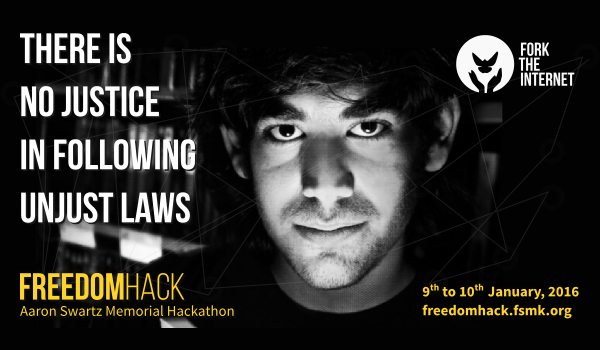 THERE IS
NO JUSTICE
IN FOLLOWING
UNJUST LAWS
FORK
THE
INTERNET
FREEDOMHACK
Aaron Swartz Memorial Hackathon
9th to 10th January, 2016
freedomhack.fsmk.org